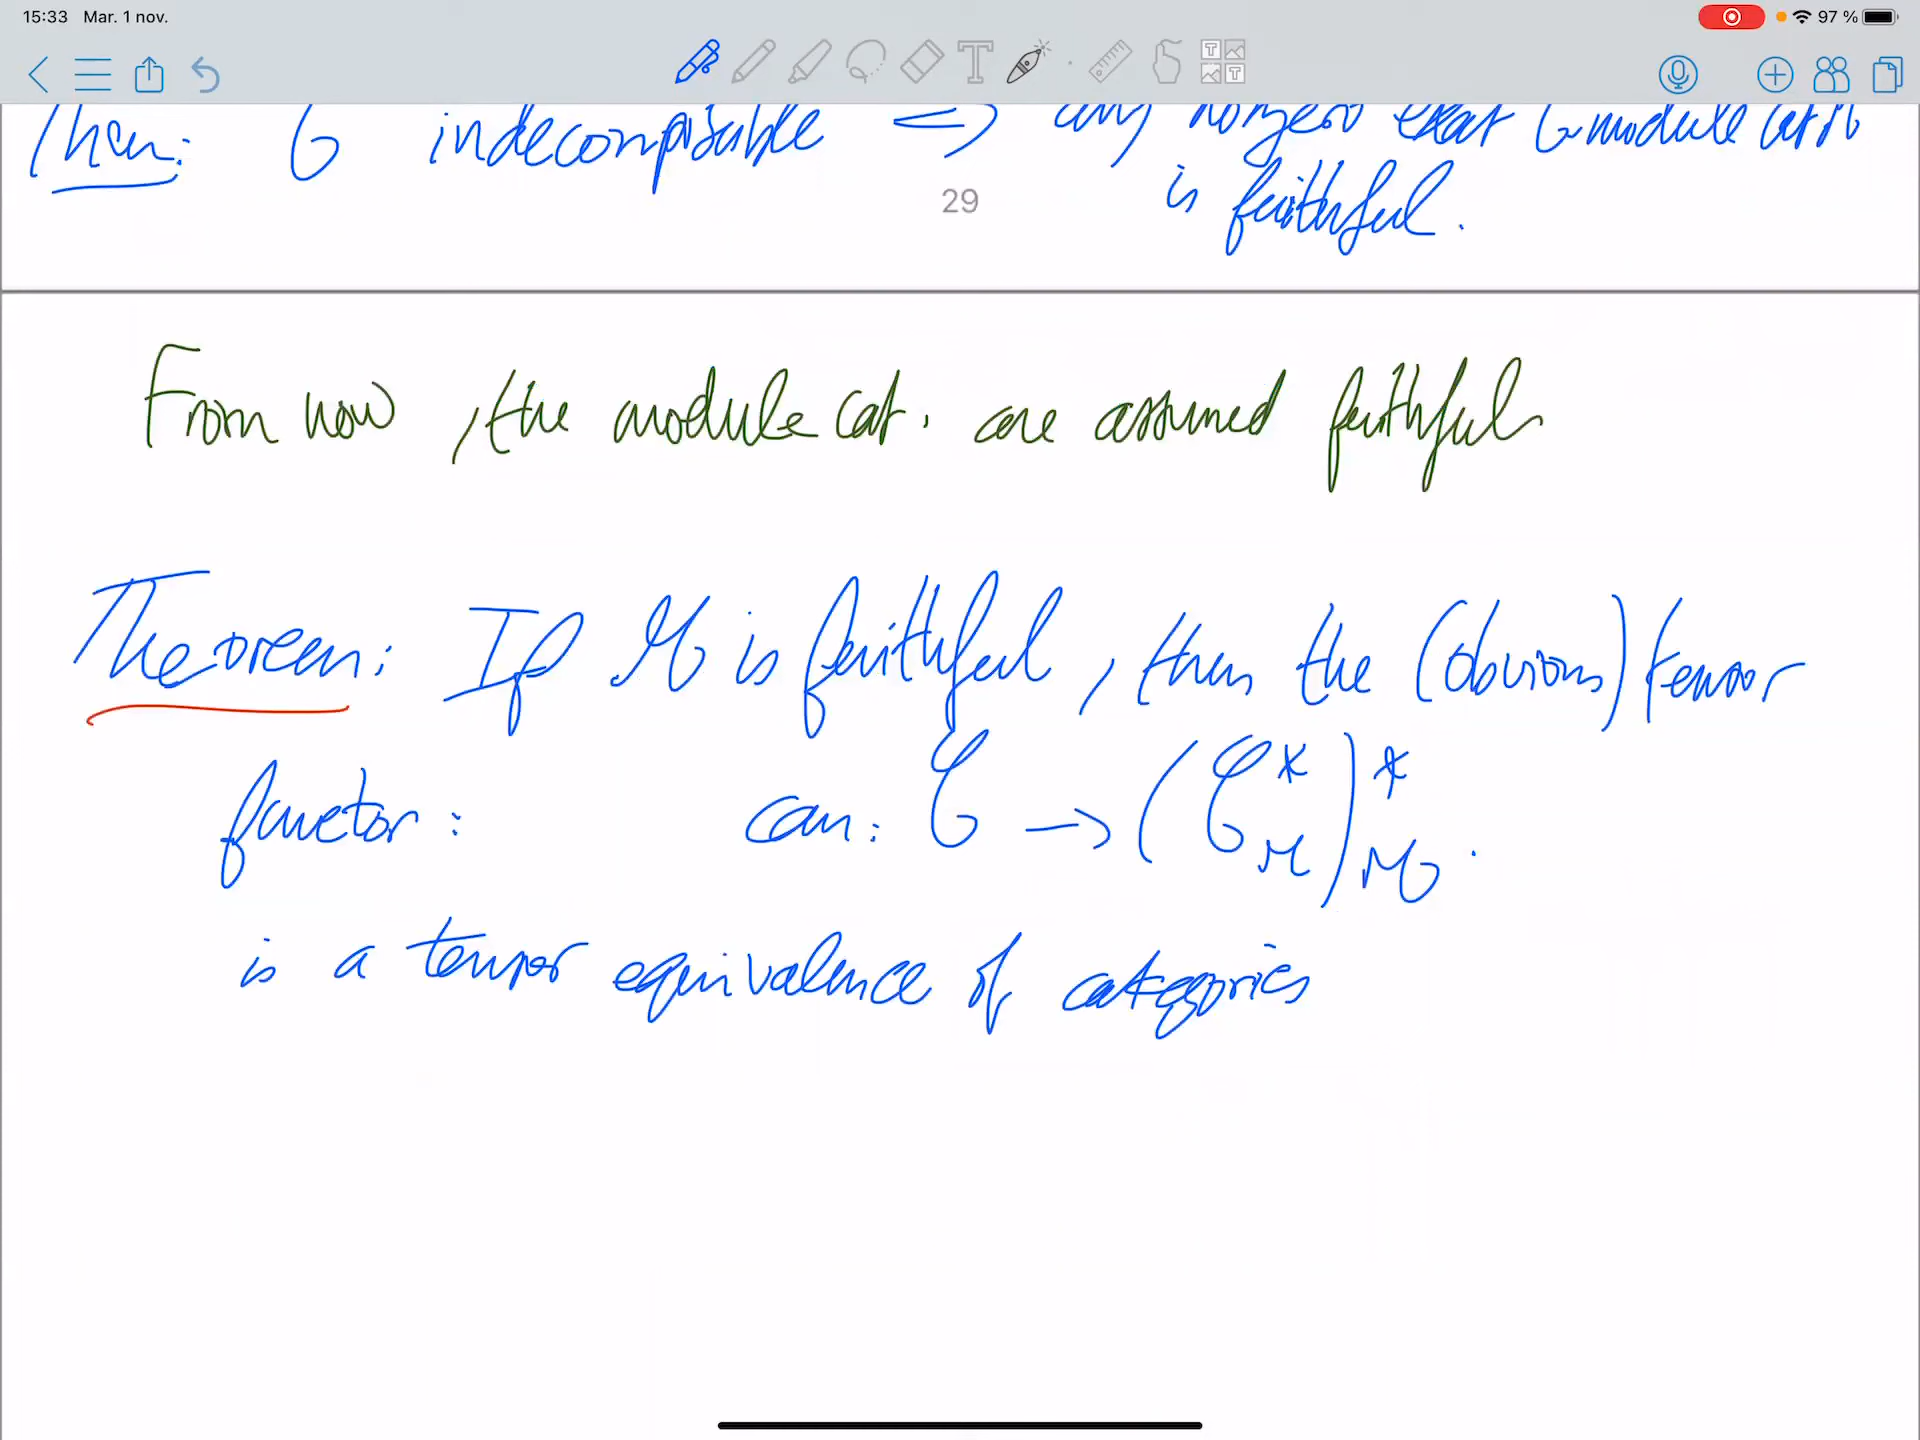 15:33 Mar. 1 nov. 97 %
Then: C indecomposable <=> any nonzero exact C-module cat M
is faithful.
29
From now, the module cat. are assumed faithful
Theorem: If M is faithful, then the (obvious) tensor
functor: can: C → (C*_M)*_M.
is a tensor equivalence of categories